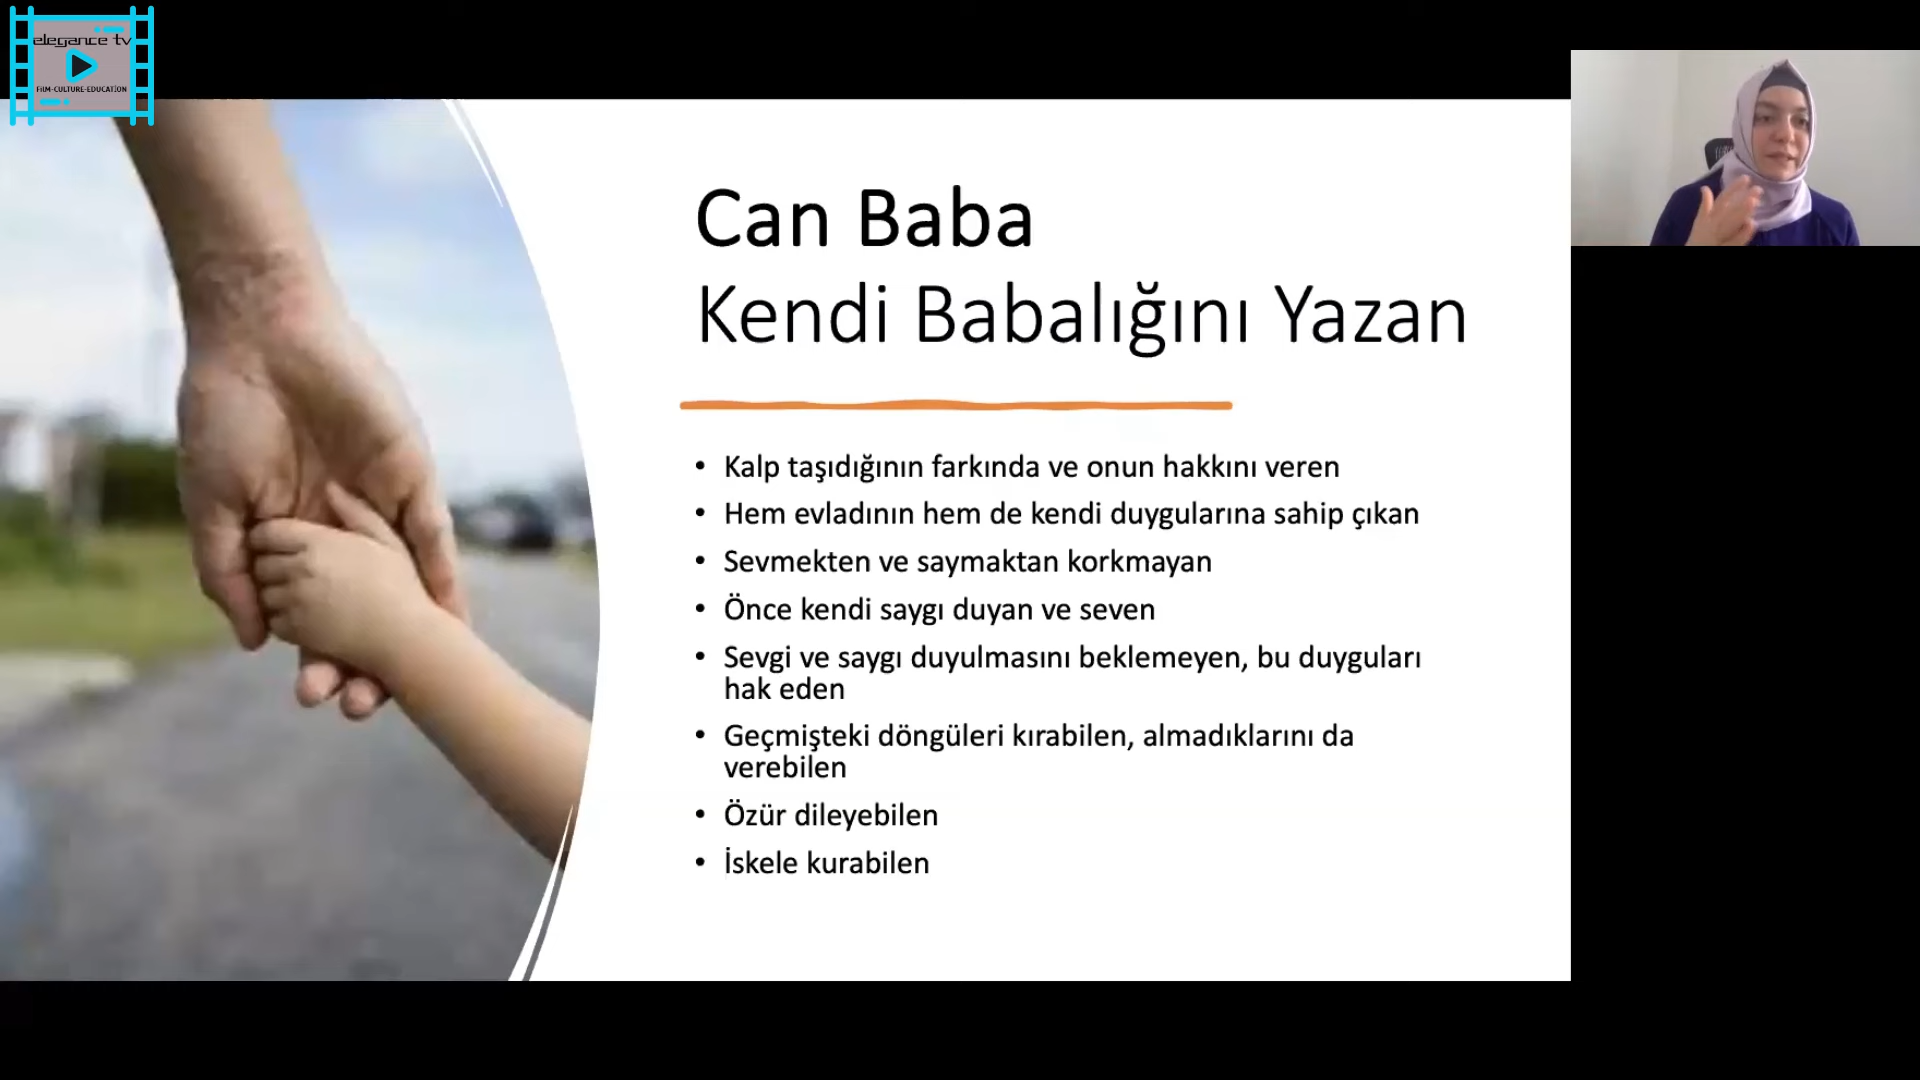 elegance tv
FILM-CULTURE-EDUCATION
Can Baba
Kendi Babalığını Yazan
• Kalp taşıdığının farkında ve onun hakkını veren
• Hem evladının hem de kendi duygularına sahip çıkan
• Sevmekten ve saymaktan korkmayan
• Önce kendi saygı duyan ve seven
• Sevgi ve saygı duyulmasını beklemeyen, bu duyguları
hak eden
• Geçmişteki döngüleri kırabilen, almadıklarını da
verebilen
• Özür dileyebilen
• İskele kurabilen